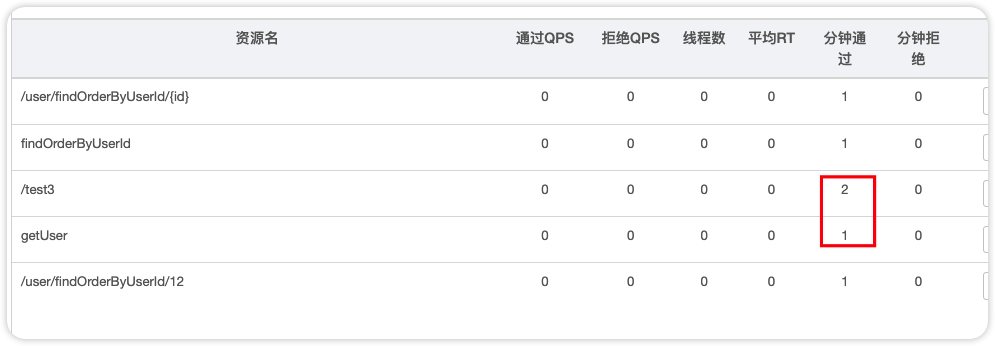 资源名 通过QPS 拒绝QPS 线程数 平均RT 分钟通过 分钟拒绝
/user/findOrderByUserId/{id} 0 0 0 0 1 0
findOrderByUserId 0 0 0 0 1 0
/test3 0 0 0 0 2 0
getUser 0 0 0 0 1 0
/user/findOrderByUserId/12 0 0 0 0 1 0